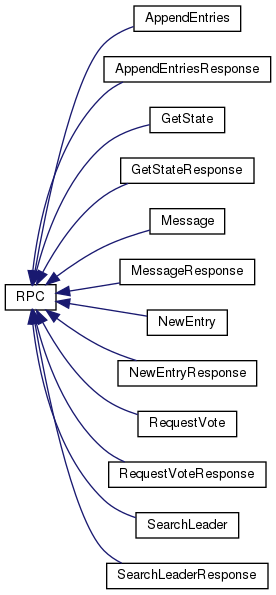 AppendEntries
AppendEntriesResponse
GetState
GetStateResponse
Message
MessageResponse
RPC
NewEntry
NewEntryResponse
RequestVote
RequestVoteResponse
SearchLeader
SearchLeaderResponse